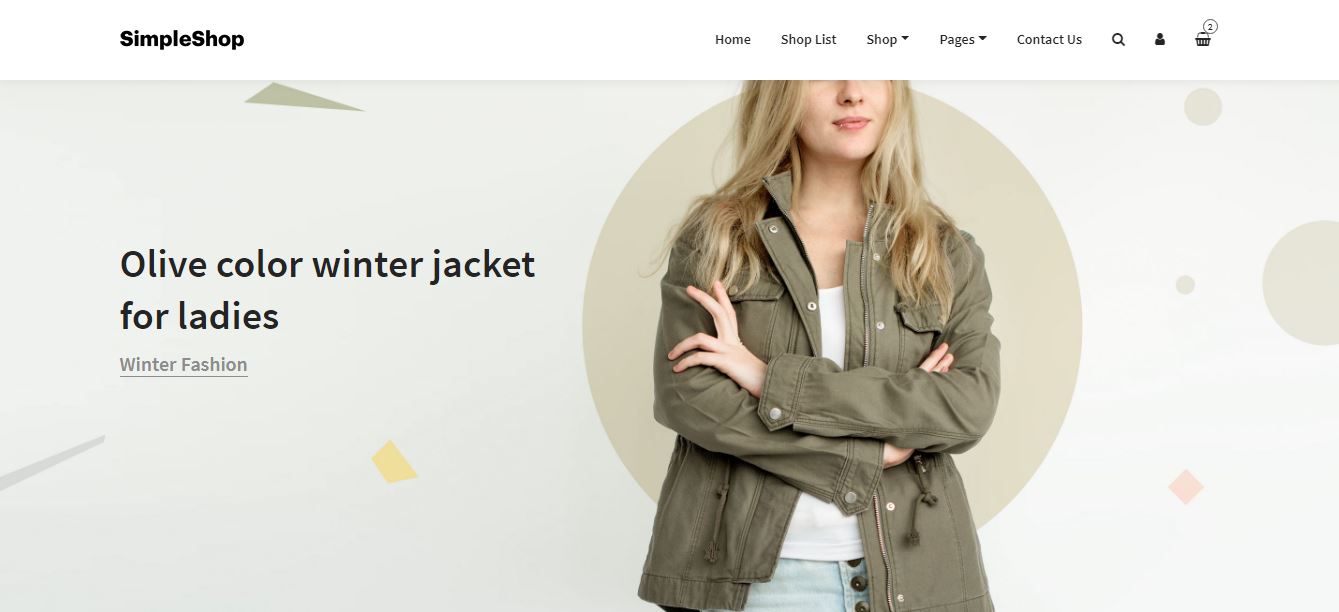 SimpleShop
Home Shop List Shop Pages Contact Us 2
Olive color winter jacket
for ladies
Winter Fashion